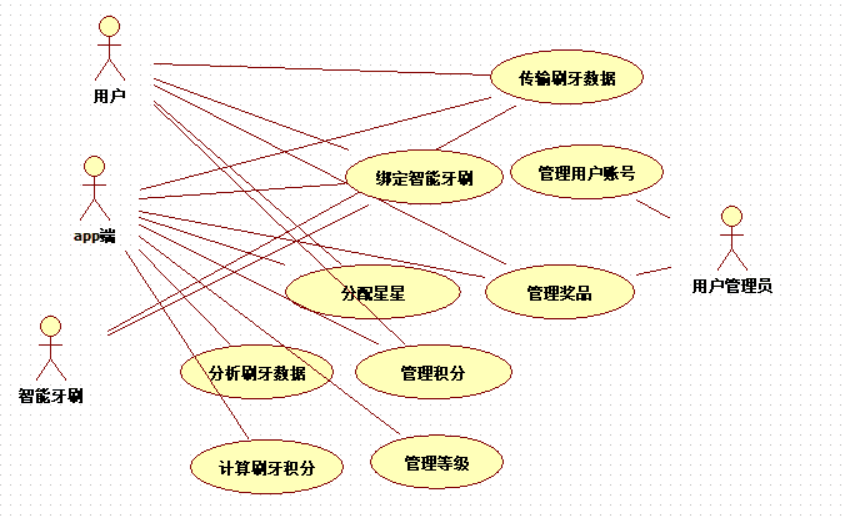 用户
传输刷牙数据
绑定智能牙刷
管理用户账号
app端
用户管理员
分配星星
管理奖品
智能牙刷
分析刷牙数据
管理积分
计算刷牙积分
管理等级